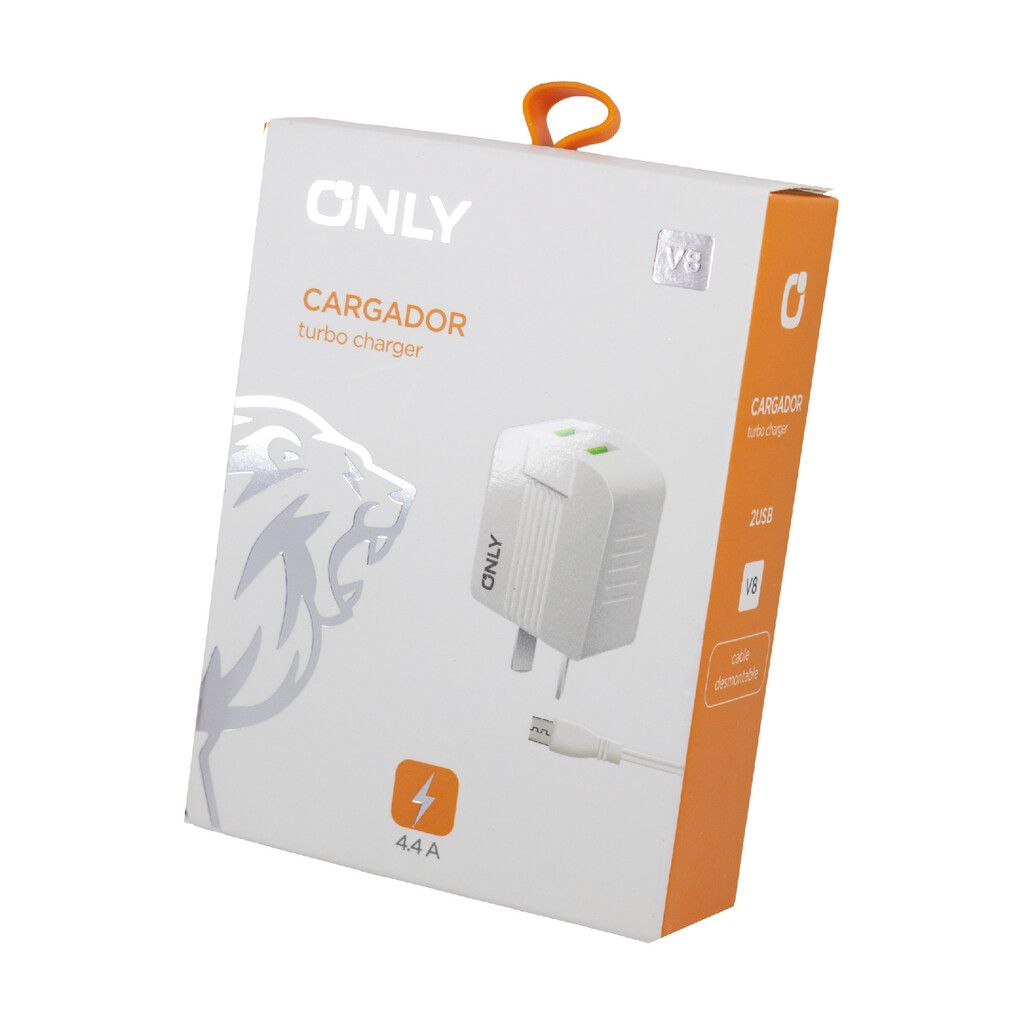 ONLY
V8
CARGADOR
turbo charger
ONLY
4.4 A
CARGADOR
turbo charger
2USB
V8
cable
desmontable